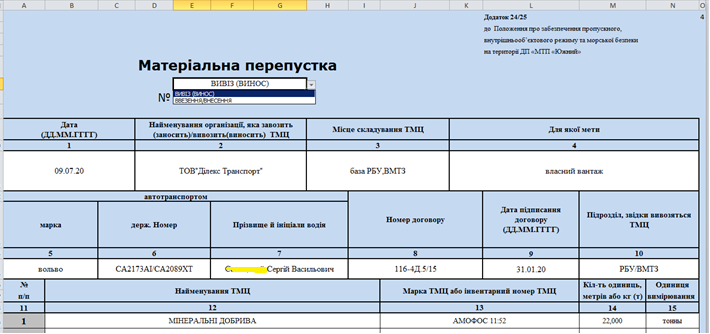 A B C D E F G H I J K L M N O
Додаток 24/25 4
до Положення про забезпечення пропускного,
внутрішньооб’єктового режиму та морської безпеки
на території ДП «МТП «Южний»
Матеріальна перепустка
ВИВІЗ (ВИНОС)
№
ВИВІЗ (ВИНОС)
ВВЕЗЕННЯ/ВНЕСЕННЯ
Дата
(ДД.ММ.ГГГГ)
Найменування організації, яка завозить
(заносить)/вивозить(виносить) ТМЦ
Місце складування ТМЦ
Для якої мети
1 2 3 4
09.07.20 ТОВ"Ділекс Транспорт" база РБУ,ВМТЗ власний вантаж
автотранспортом
марка
держ. Номер
Прізвище й ініціали водія
Номер договору
Дата підписання
договору
(ДД.ММ.ГГГГ)
Підрозділ, звідки вивозяться
ТМЦ
5 6 7 8 9 10
вольво СА2173АІ/СА2089ХТ Сергій Васильович 116-4Д.5/15 31.01.20 РБУ/ВМТЗ
№
п/п
Найменування ТМЦ
Марка ТМЦ або інвентарний номер ТМЦ
Кіл-ть одиниць,
метрів або кг (т)
Одиниця
вимірювання
11 12 13 14 15
1 МІНЕРАЛЬНІ ДОБРИВА АМОФОС 11:52 22,000 тонны